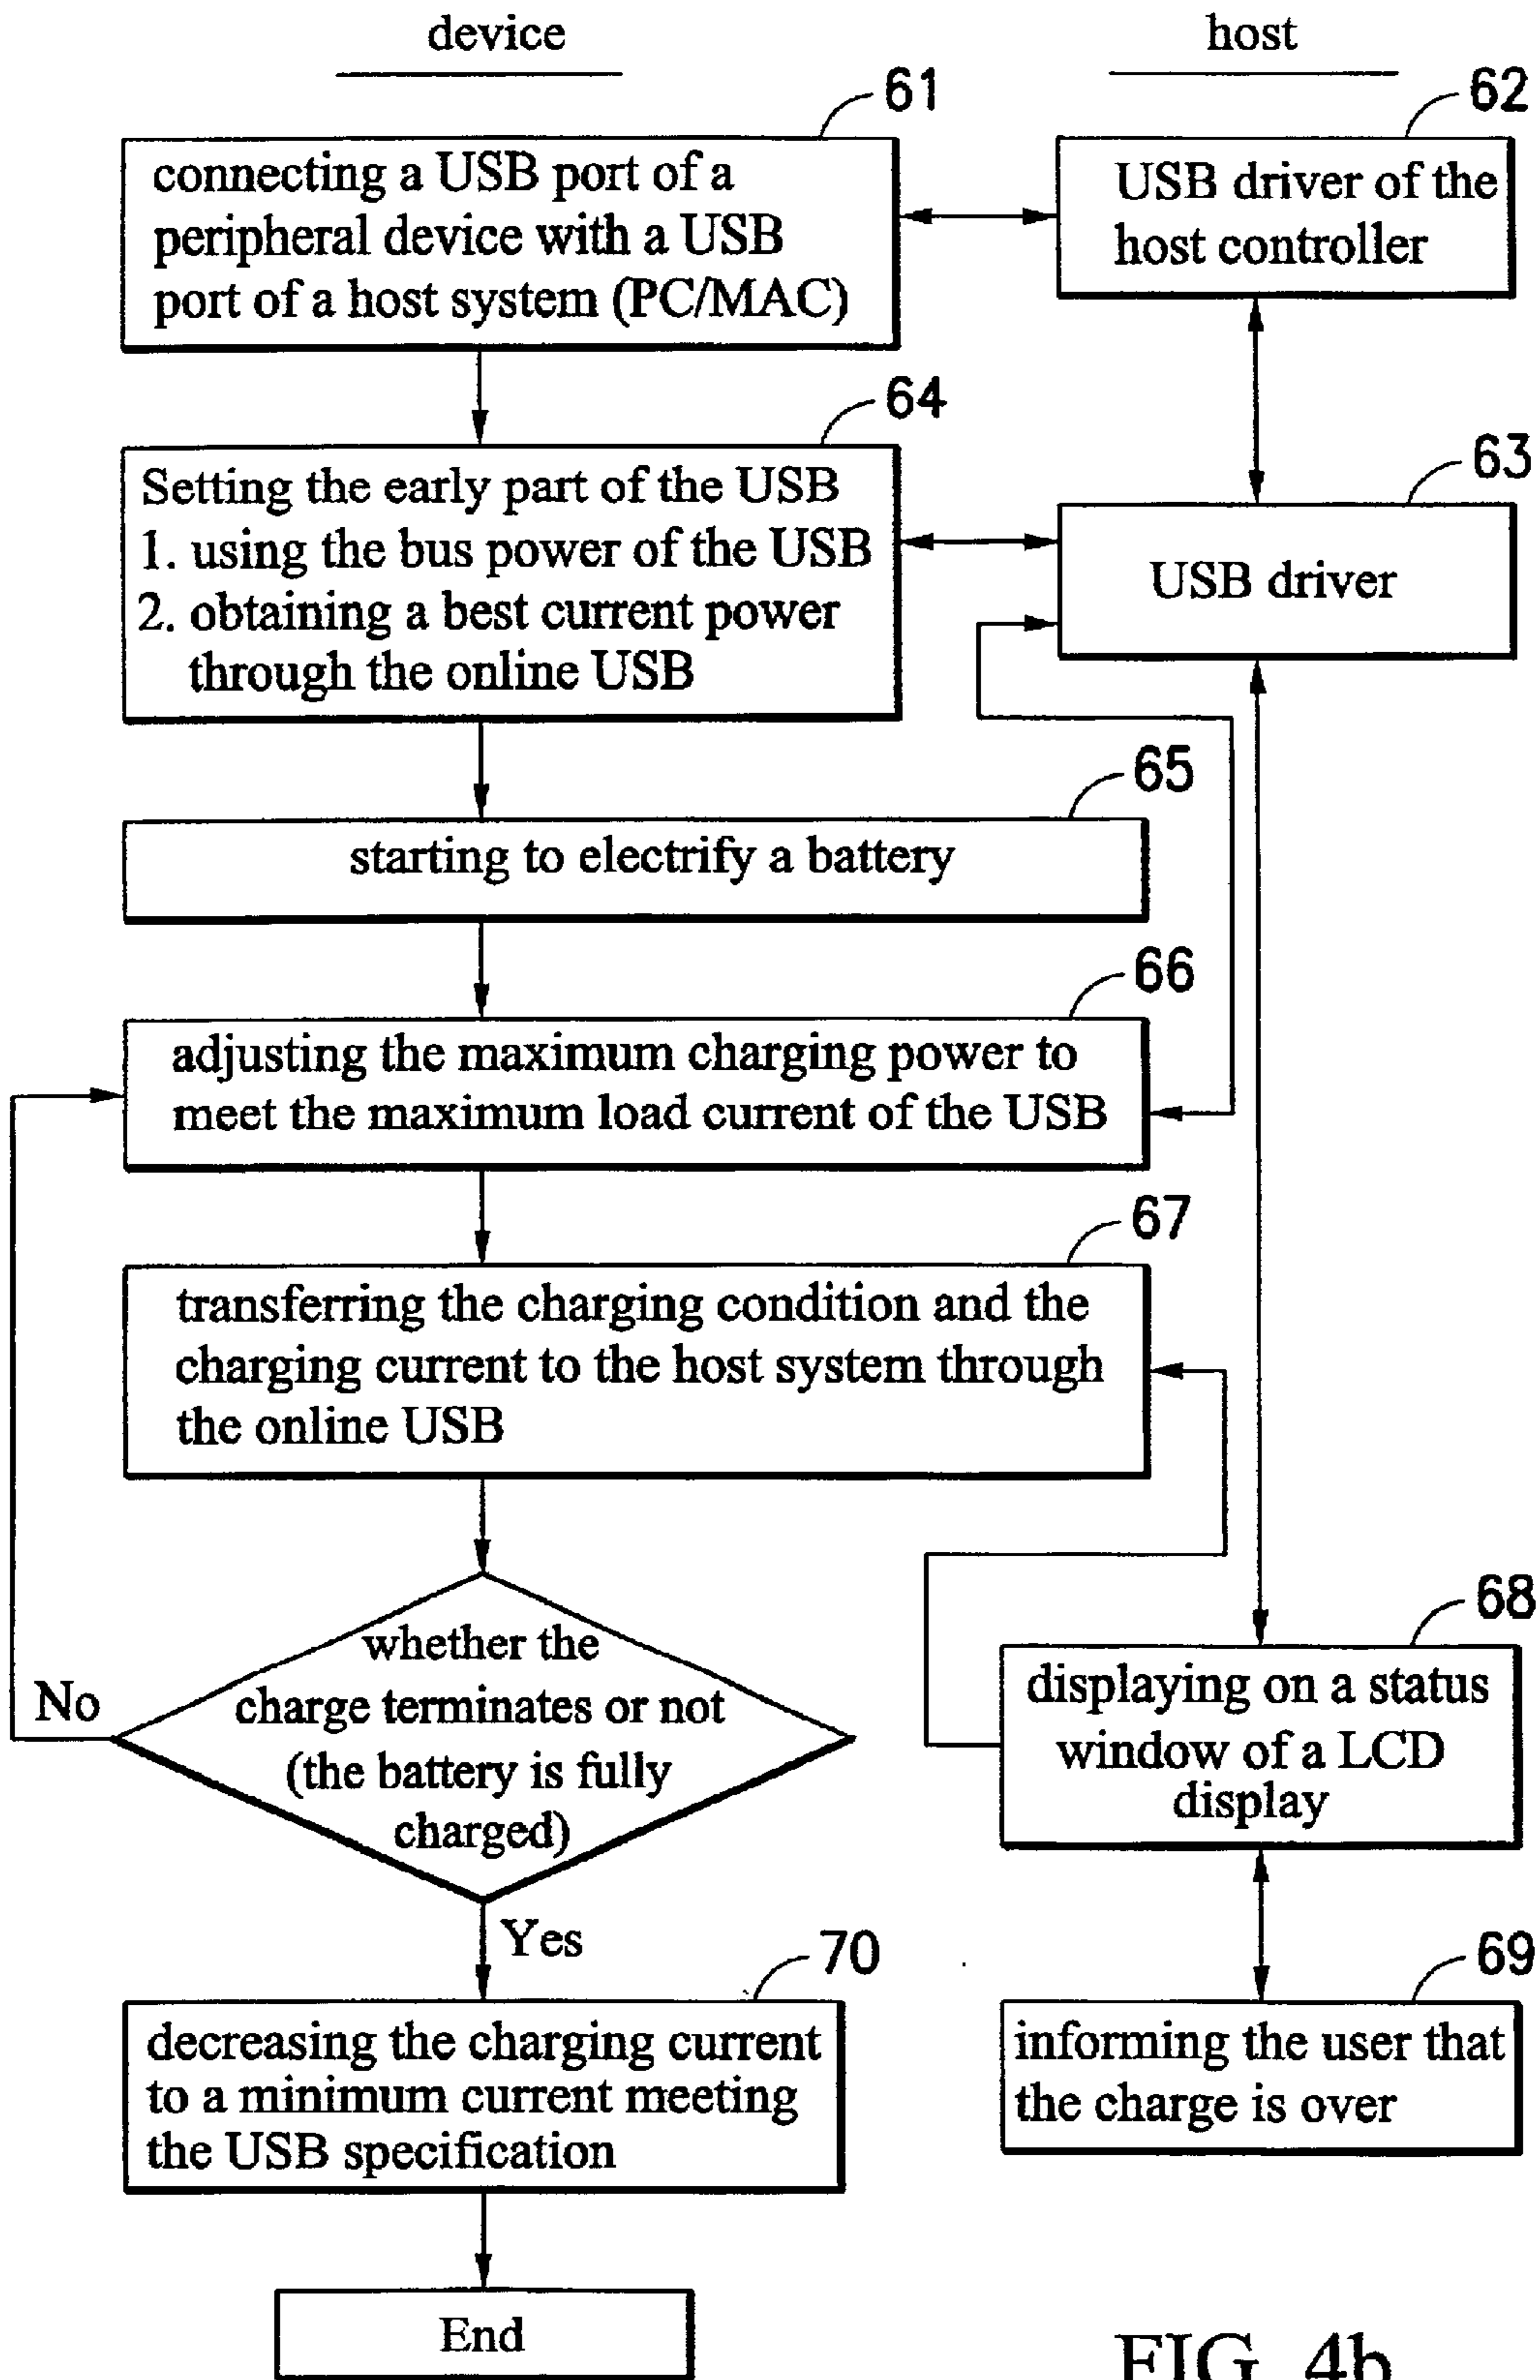 device
host
61
62
connecting a USB port of a
peripheral device with a USB
port of a host system (PC/MAC)
USB driver of the
host controller
64
63
Setting the early part of the USB
1. using the bus power of the USB
2. obtaining a best current power
through the online USB
USB driver
65
starting to electrify a battery
66
adjusting the maximum charging power to
meet the maximum load current of the USB
67
transferring the charging condition and the
charging current to the host system through
the online USB
whether the
charge terminates or not
(the battery is fully
charged)
No
Yes
68
displaying on a status
window of a LCD
display
70
69
decreasing the charging current
to a minimum current meeting
the USB specification
informing the user that
the charge is over
End
FIG. 4b